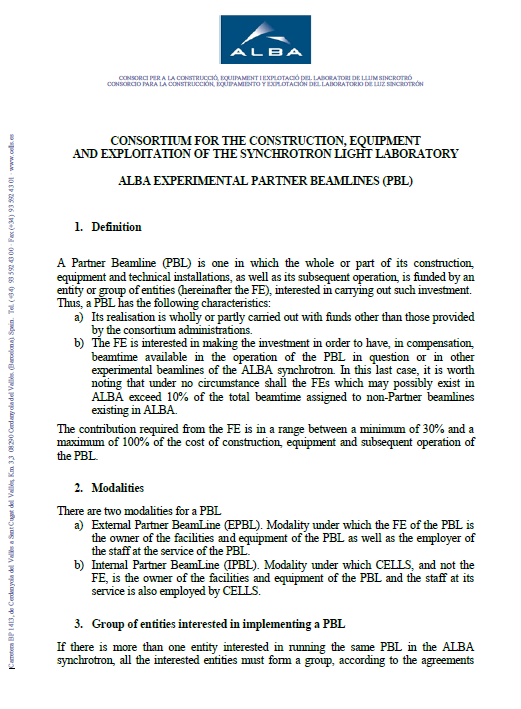 ALBA
CONSORCI PER A LA CONSTRUCCIÓ, EQUIPAMENT I EXPLOTACIÓ DEL LABORATORI DE LLUM SINCROTRÓ
CONSORCIO PARA LA CONSTRUCCIÓN, EQUIPAMIENTO Y EXPLOTACIÓN DEL LABORATORIO DE LUZ SINCROTRÓN
CONSORTIUM FOR THE CONSTRUCTION, EQUIPMENT
AND EXPLOITATION OF THE SYNCHROTRON LIGHT LABORATORY
ALBA EXPERIMENTAL PARTNER BEAMLINES (PBL)
1. Definition
A Partner Beamline (PBL) is one in which the whole or part of its construction,
equipment and technical installations, as well as its subsequent operation, is funded by an
entity or group of entities (hereinafter the FE), interested in carrying out such investment.
Thus, a PBL has the following characteristics:
a) Its realisation is wholly or partly carried out with funds other than those provided
by the consortium administrations.
b) The FE is interested in making the investment in order to have, in compensation,
beamtime available in the operation of the PBL in question or in other
experimental beamlines of the ALBA synchrotron. In this last case, it is worth
noting that under no circumstance shall the FEs which may possibly exist in
ALBA exceed 10% of the total beamtime assigned to non-Partner beamlines
existing in ALBA.
The contribution required from the FE is in a range between a minimum of 30% and a
maximum of 100% of the cost of construction, equipment and subsequent operation of
the PBL.
2. Modalities
There are two modalities for a PBL
a) External Partner BeamLine (EPBL). Modality under which the FE of the PBL is
the owner of the facilities and equipment of the PBL as well as the employer of
the staff at the service of the PBL.
b) Internal Partner BeamLine (IPBL). Modality under which CELLS, and not the
FE, is the owner of the facilities and equipment of the PBL and the staff at its
service is also employed by CELLS.
3. Group of entities interested in implementing a PBL
If there is more than one entity interested in running the same PBL in the ALBA
synchrotron, all the interested entities must form a group, according to the agreements
Carretera BP 1413, de Cerdanyola del Vallès a Sant Cugat del Vallès, Km. 3,3 08290 Cerdanyola del Vallès (Barcelona) Spain. Tel. (+34) 93 592 43 00 Fax (+34) 93 592 43 01 www.cells.es